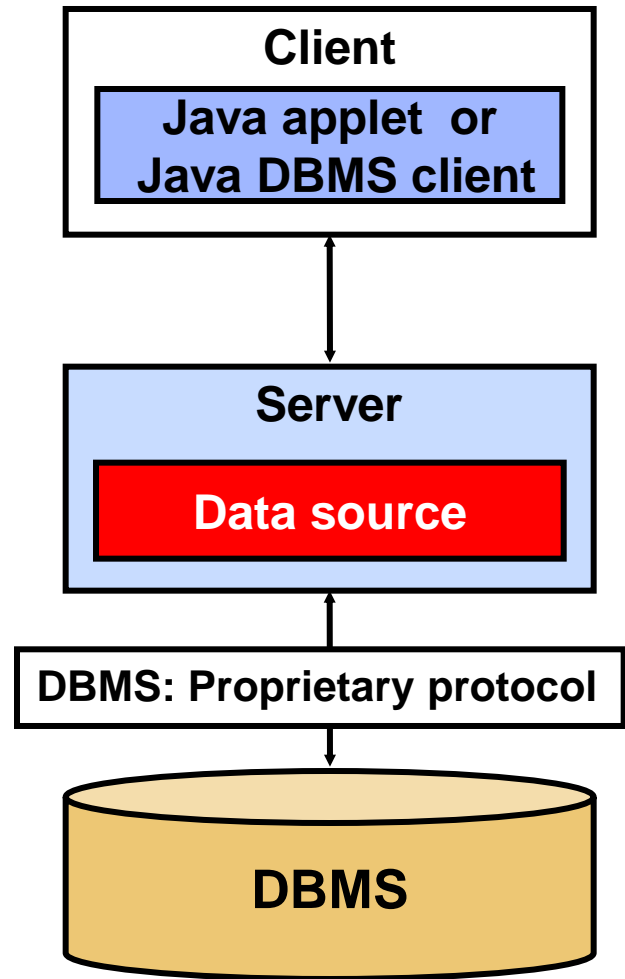 Client
Java applet or
Java DBMS client
Server
Data source
DBMS: Proprietary protocol
DBMS